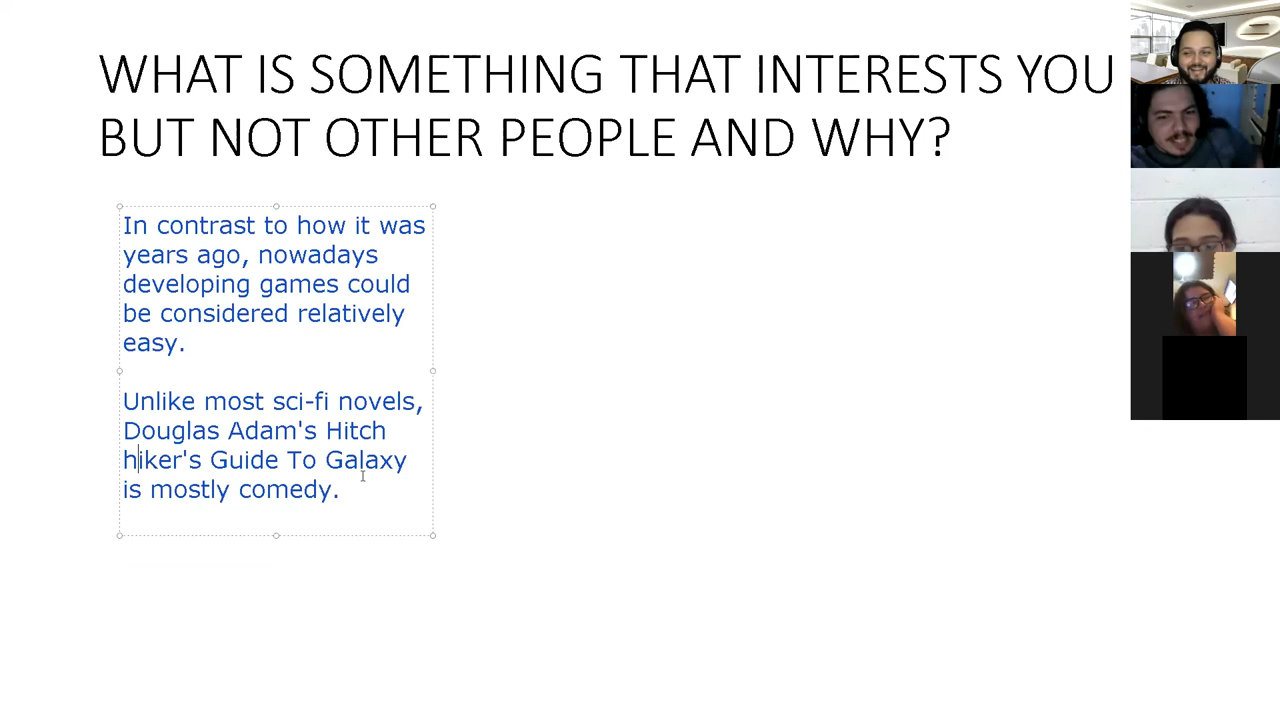 WHAT IS SOMETHING THAT INTERESTS YOU
BUT NOT OTHER PEOPLE AND WHY?
In contrast to how it was
years ago, nowadays
developing games could
be considered relatively
easy.
Unlike most sci-fi novels,
Douglas Adam's Hitch
hiker's Guide To Galaxy
is mostly comedy.